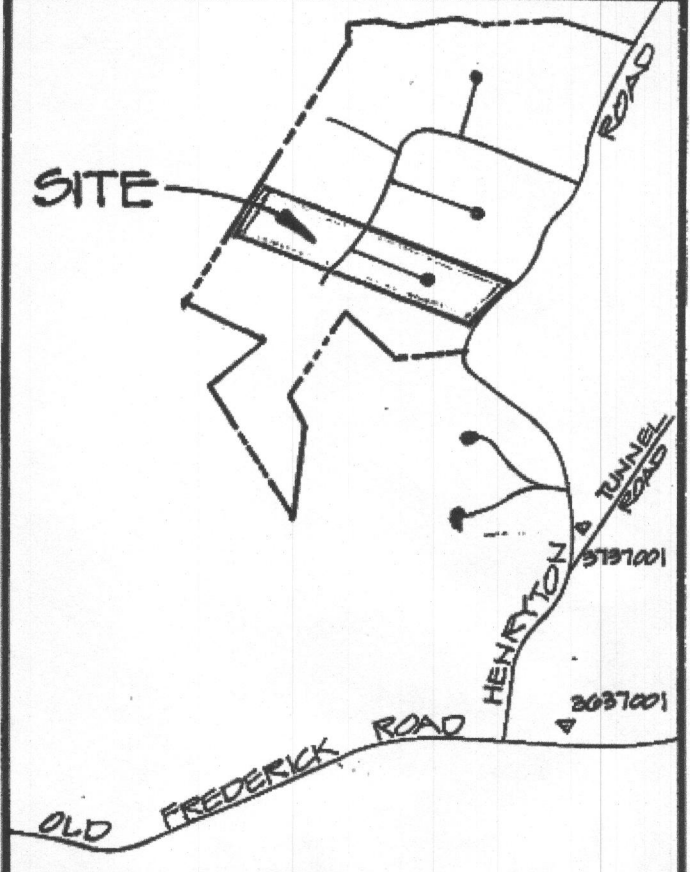 ROAD
SITE
TUNNEL
ROAD
3737001
HENRYTON
3637001
OLD FREDERICK ROAD